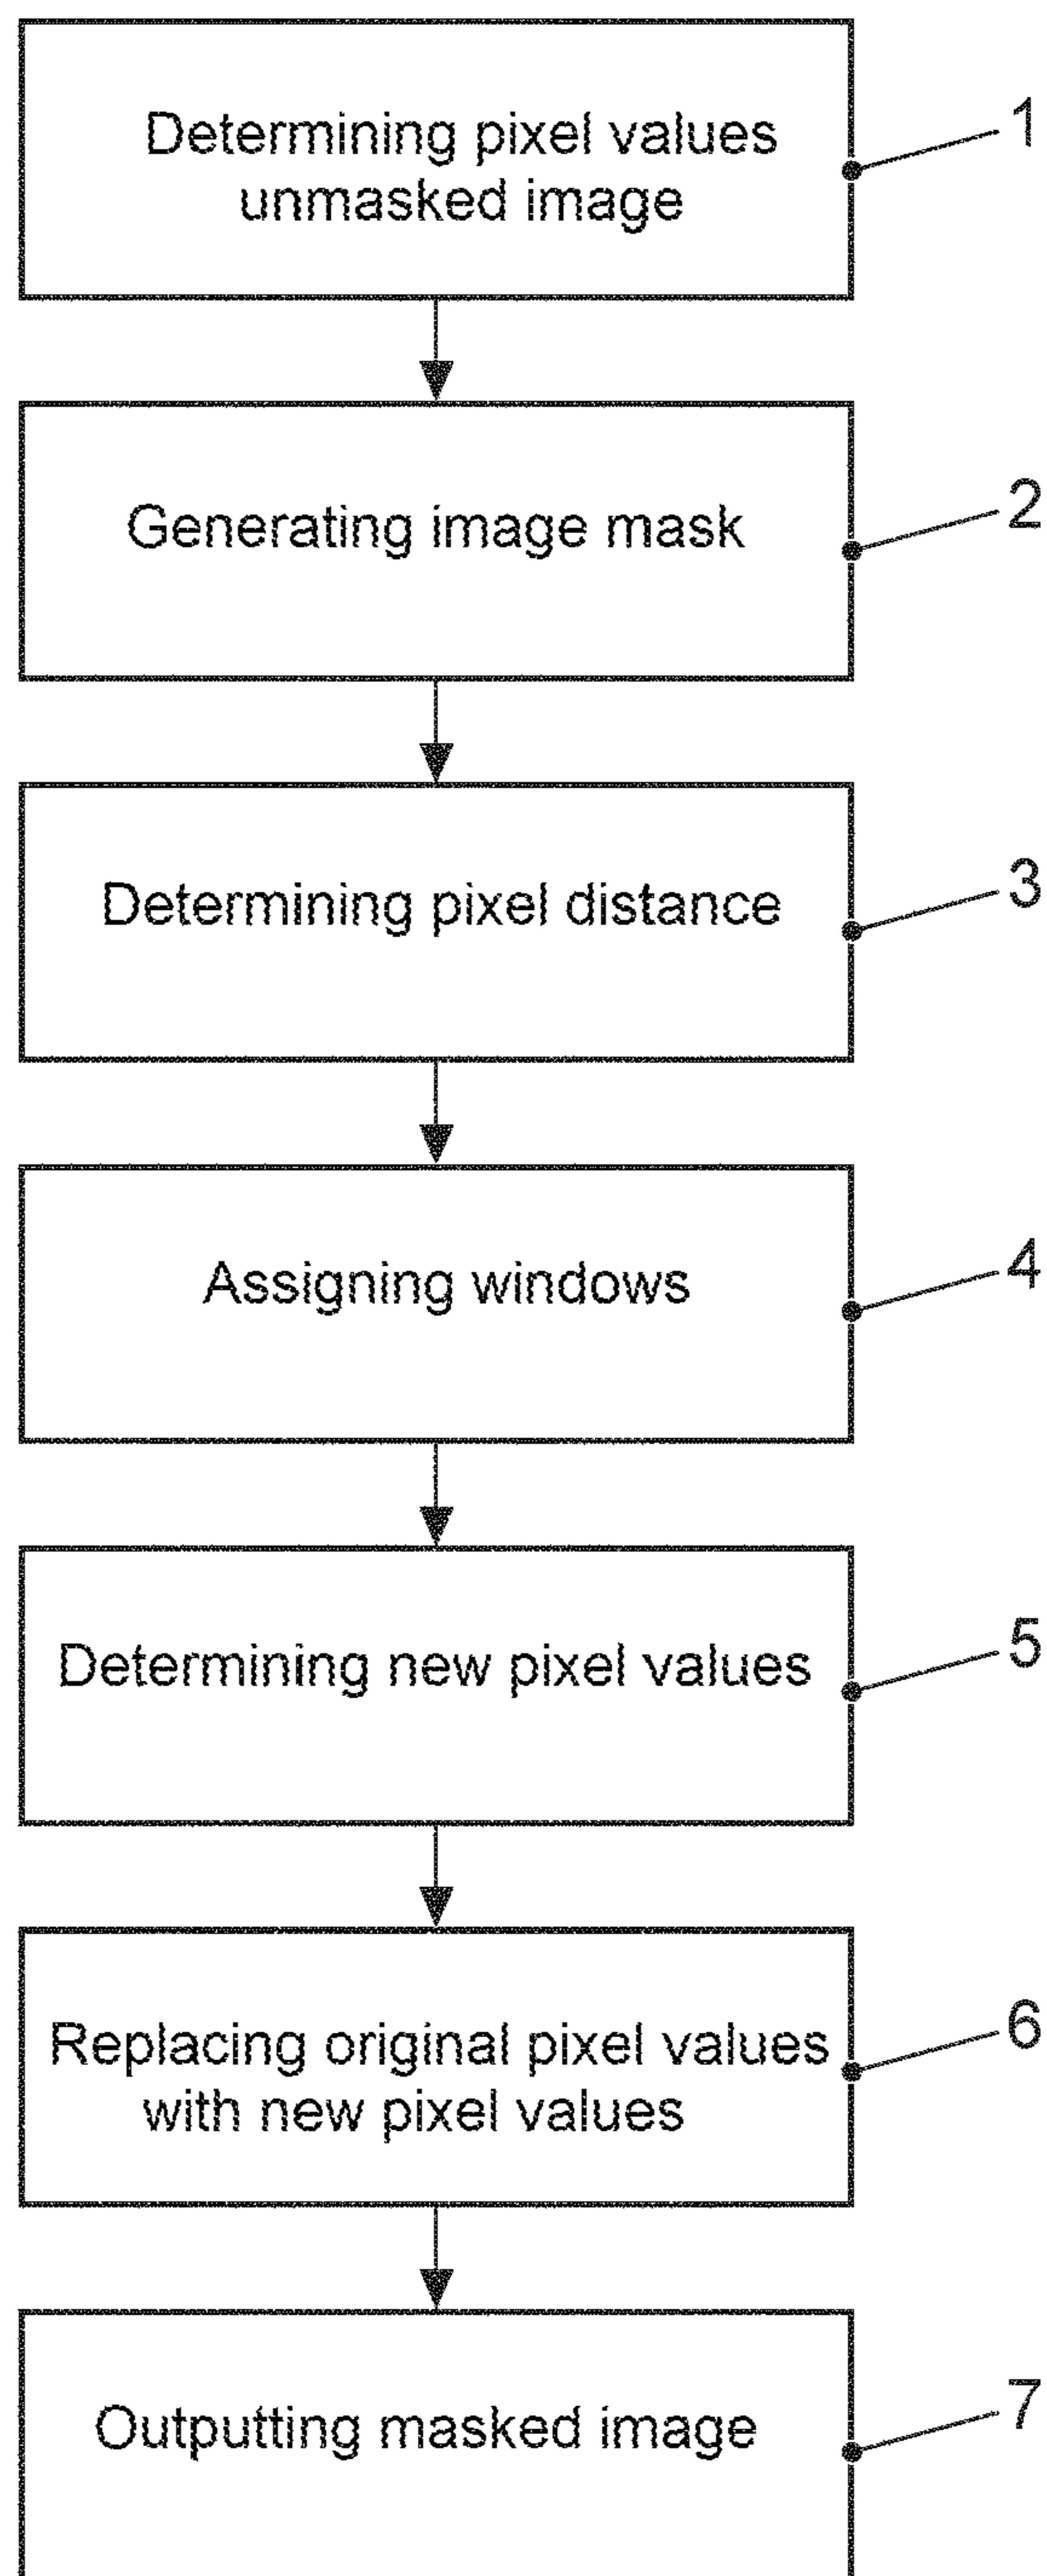 Determining pixel values
unmasked image
1
Generating image mask
2
Determining pixel distance
3
Assigning windows
4
Determining new pixel values
5
Replacing original pixel values
with new pixel values
6
Outputting masked image
7